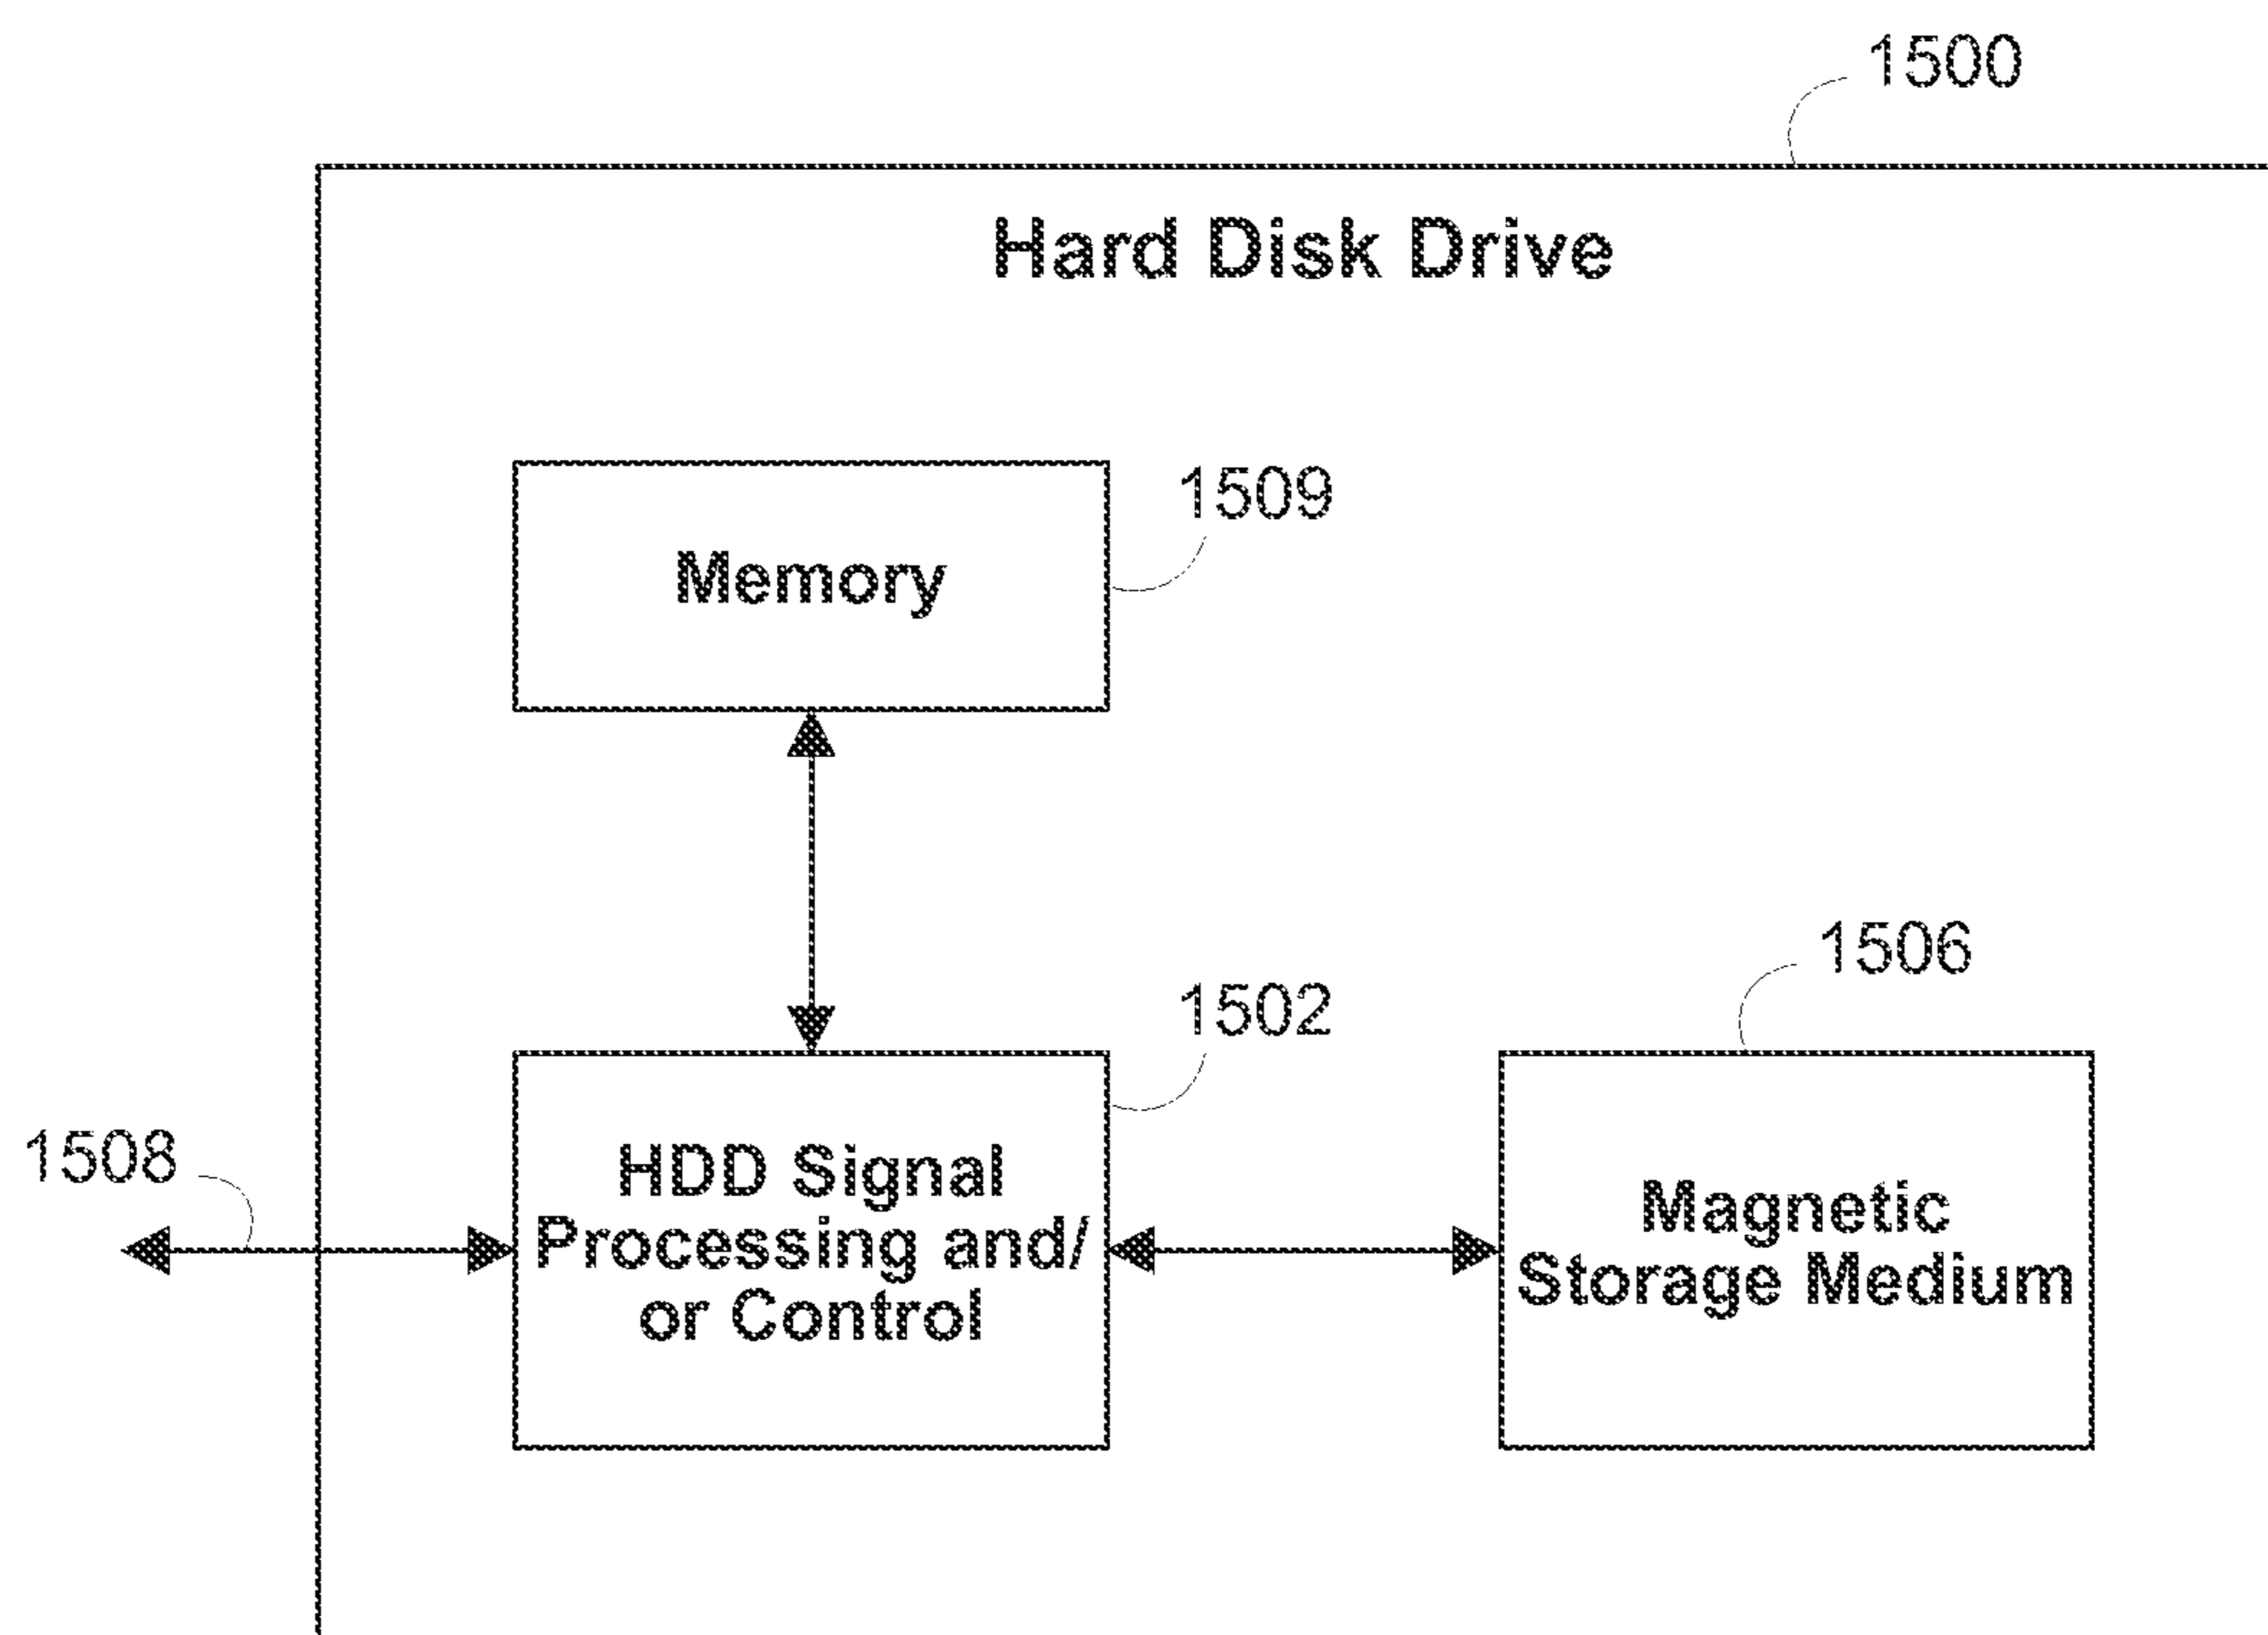 1500
Hard Disk Drive
1509
Memory
1506
1502
1508
HDD Signal
Processing and/
or Control
Magnetic
Storage Medium